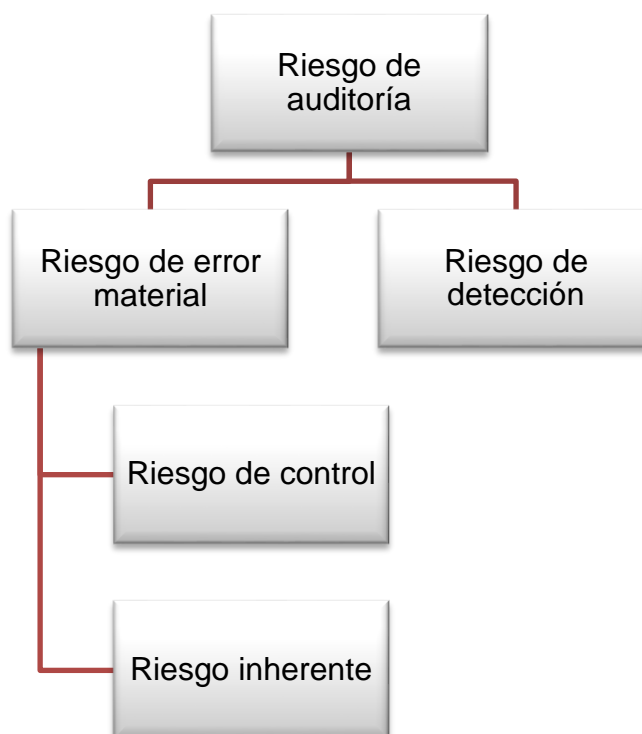 Riesgo de
auditoría
Riesgo de error
material
Riesgo de
detección
Riesgo de control
Riesgo inherente